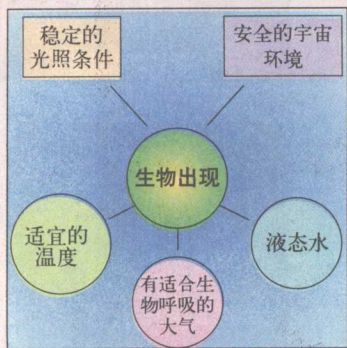 稳定的
光照条件
安全的宇宙
环境
生物出现
适宜的
温度
有适合生
物呼吸的
大气
液态水